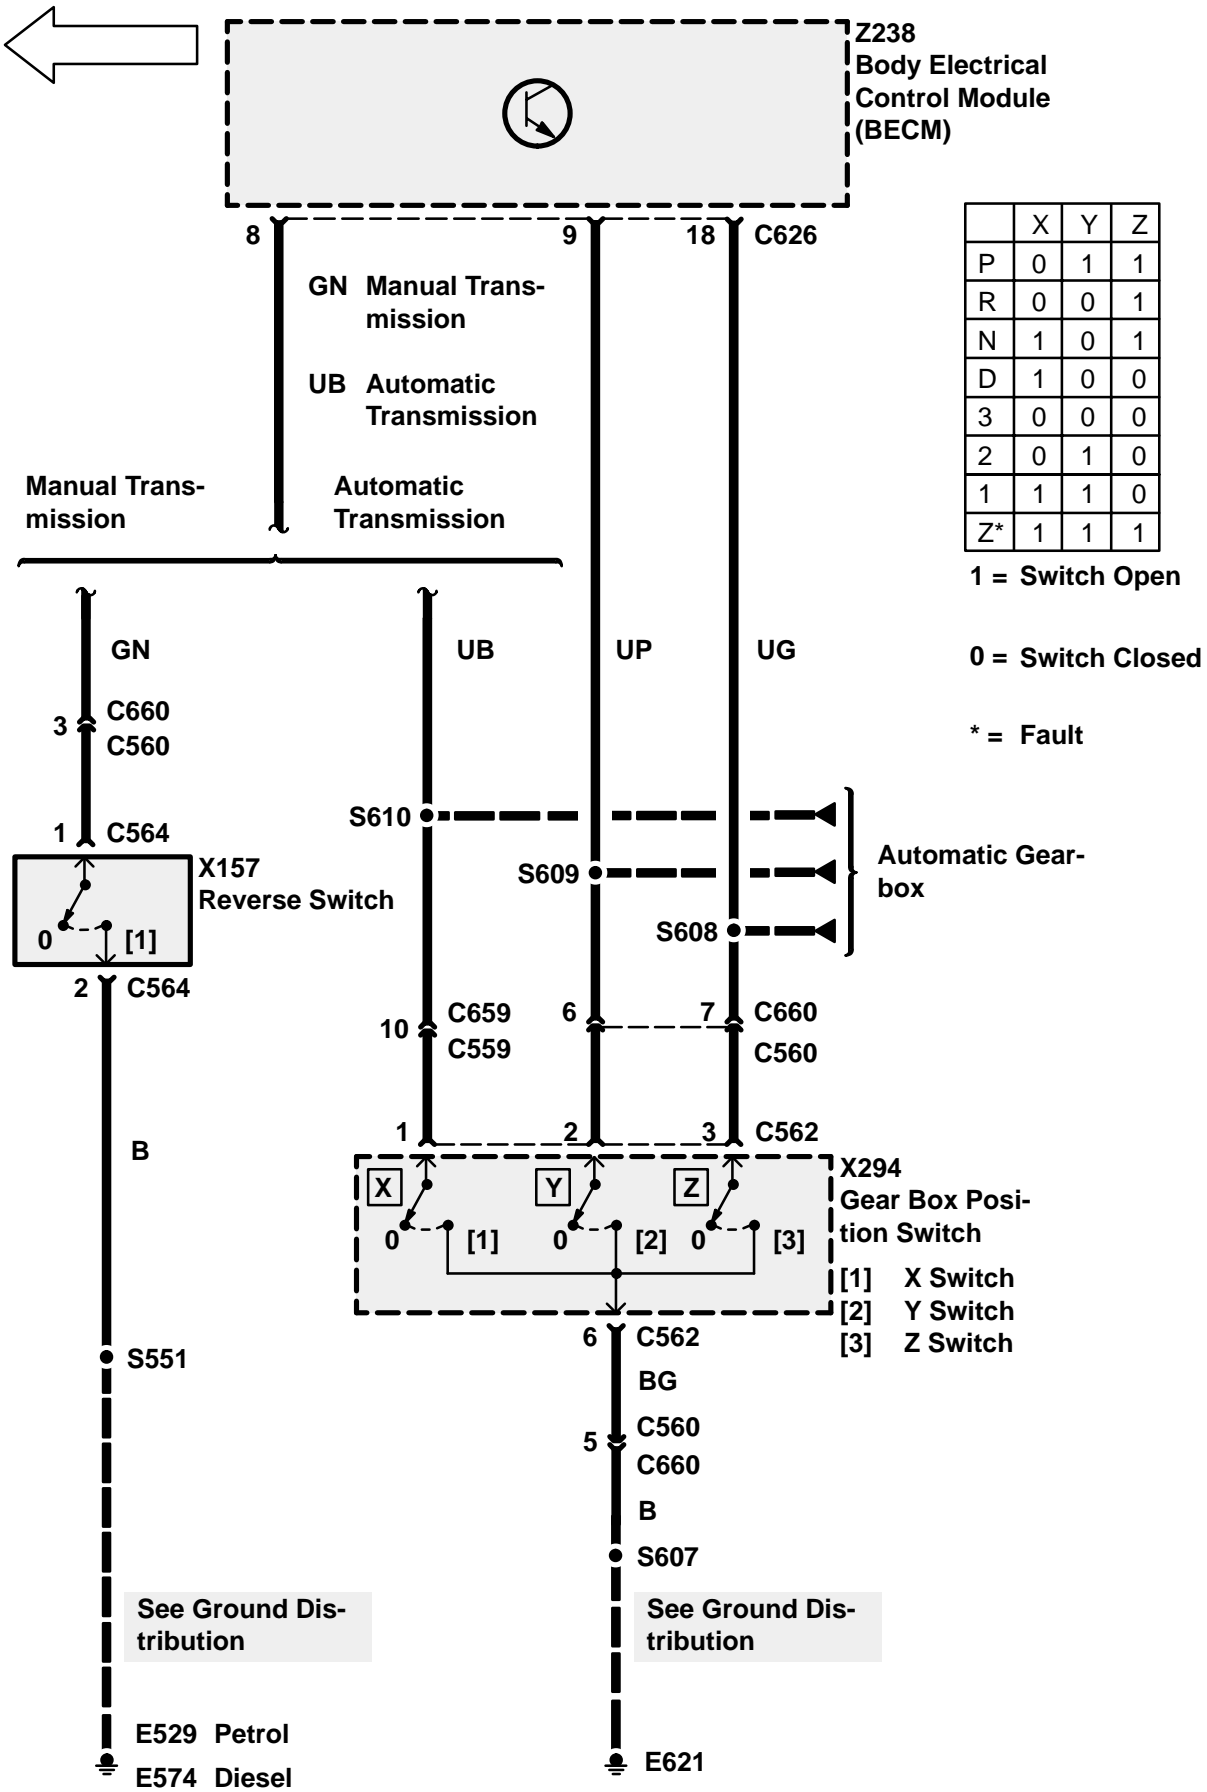 Z238
Body Electrical
Control Module
(BECM)
8
9
18
C626
GN Manual Trans-
mission
UB Automatic
Transmission
X Y Z
P 0 1 1
R 0 0 1
N 1 0 1
D 1 0 0
3 0 0 0
2 0 1 0
1 1 1 0
Z* 1 1 1
1 = Switch Open
0 = Switch Closed
* = Fault
Manual Trans-
mission
Automatic
Transmission
GN
UB
UP
UG
3
C660
C560
1
C564
X157
Reverse Switch
0
[1]
2
C564
S610
S609
S608
Automatic Gear-
box
10
C659
C559
6
7
C660
C560
B
1
2
3
C562
X
Y
Z
0
[1]
0
[2]
0
[3]
X294
Gear Box Posi-
tion Switch
[1] X Switch
[2] Y Switch
[3] Z Switch
6
C562
BG
5
C560
C660
B
S607
S551
See Ground Dis-
tribution
See Ground Dis-
tribution
E529 Petrol
E574 Diesel
E621